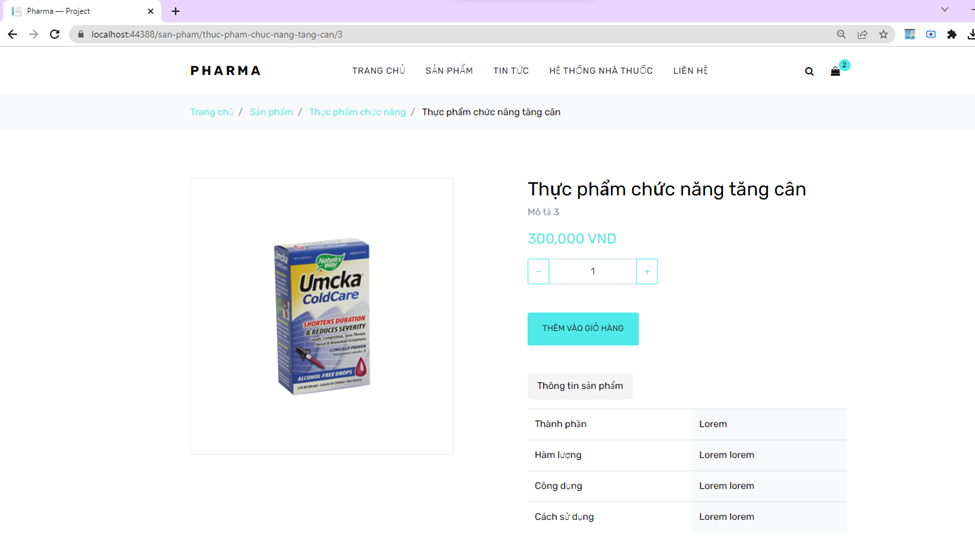 Pharma — Project
localhost:44388/san-pham/thuc-pham-chuc-nang-tang-can/3
PHARMA
TRANG CHỦ
SẢN PHẨM
TIN TỨC
HỆ THỐNG NHÀ THUỐC
LIÊN HỆ
2
Trang chủ / Sản phẩm / Thực phẩm chức năng / Thực phẩm chức năng tăng cân
Nature's Way
Umcka
ColdCare
SHORTENS DURATION
& REDUCES SEVERITY
CLINICALLY PROVEN
ALCOHOL-FREE DROPS
Thực phẩm chức năng tăng cân
Mô tả 3
300,000 VND
− 1 +
THÊM VÀO GIỎ HÀNG
Thông tin sản phẩm
Thành phần Lorem
Hàm lượng Lorem lorem
Công dụng Lorem lorem
Cách sử dụng Lorem lorem